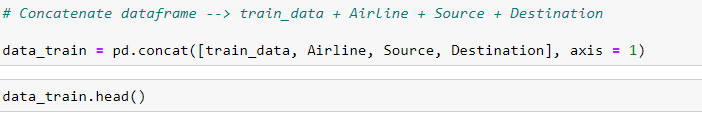 # Concatenate dataframe --> train_data + Airline + Source + Destination
data_train = pd.concat([train_data, Airline, Source, Destination], axis = 1)
data_train.head()